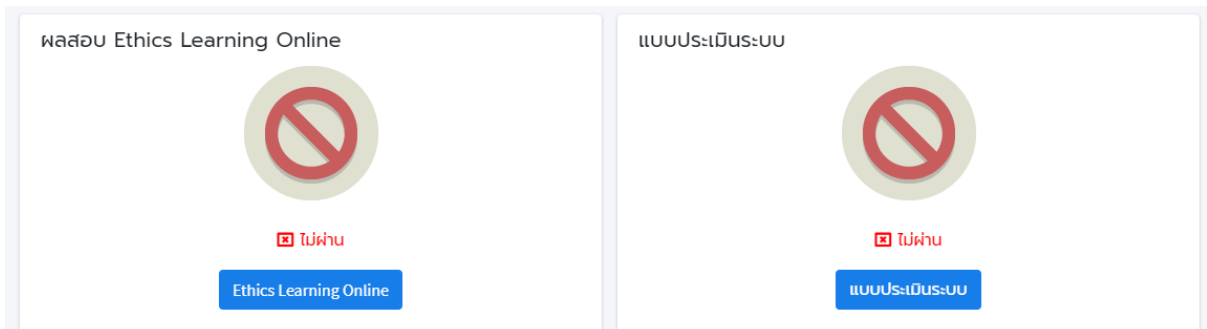 ผลสอบ Ethics Learning Online
แบบประเมินระบบ
ไม่ผ่าน
ไม่ผ่าน
Ethics Learning Online
แบบประเมินระบบ